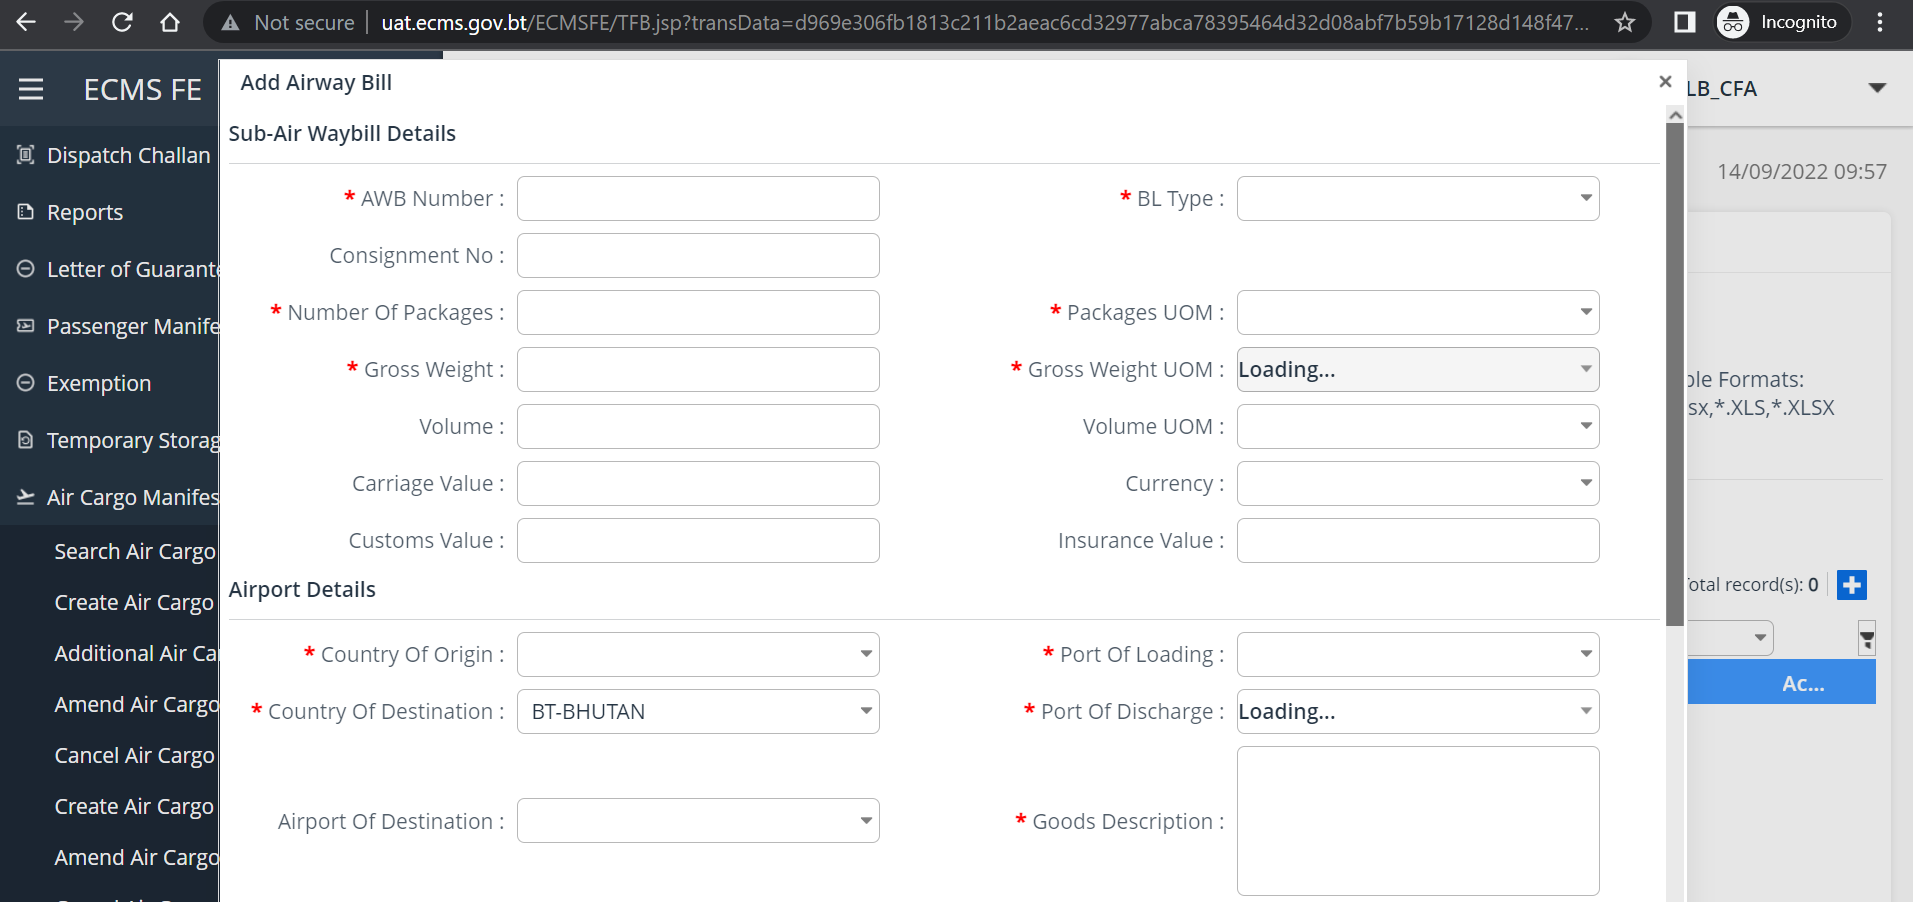 Not secure uat.ecms.gov.bt/ECMSFE/TFB.jsp?transData=d969e306fb1813c211b2aeac6cd32977abca78395464d32d08abf7b59b17128d148f47... Incognito
ECMS FE
Add Airway Bill
LB_CFA
Dispatch Challan
Reports
Letter of Guarante
Passenger Manife
Exemption
Temporary Storag
Air Cargo Manifes
Search Air Cargo
Create Air Cargo
Additional Air Ca
Amend Air Cargo
Cancel Air Cargo
Create Air Cargo
Amend Air Cargo
Sub-Air Waybill Details
* AWB Number :
* BL Type :
Consignment No :
* Number Of Packages :
* Packages UOM :
* Gross Weight :
* Gross Weight UOM : Loading...
Volume :
Volume UOM :
Carriage Value :
Currency :
Customs Value :
Insurance Value :
Airport Details
* Country Of Origin :
* Port Of Loading :
* Country Of Destination : BT-BHUTAN
* Port Of Discharge : Loading...
Airport Of Destination :
* Goods Description :
14/09/2022 09:57
ble Formats:
sx,*.XLS,*.XLSX
otal record(s): 0
Ac...